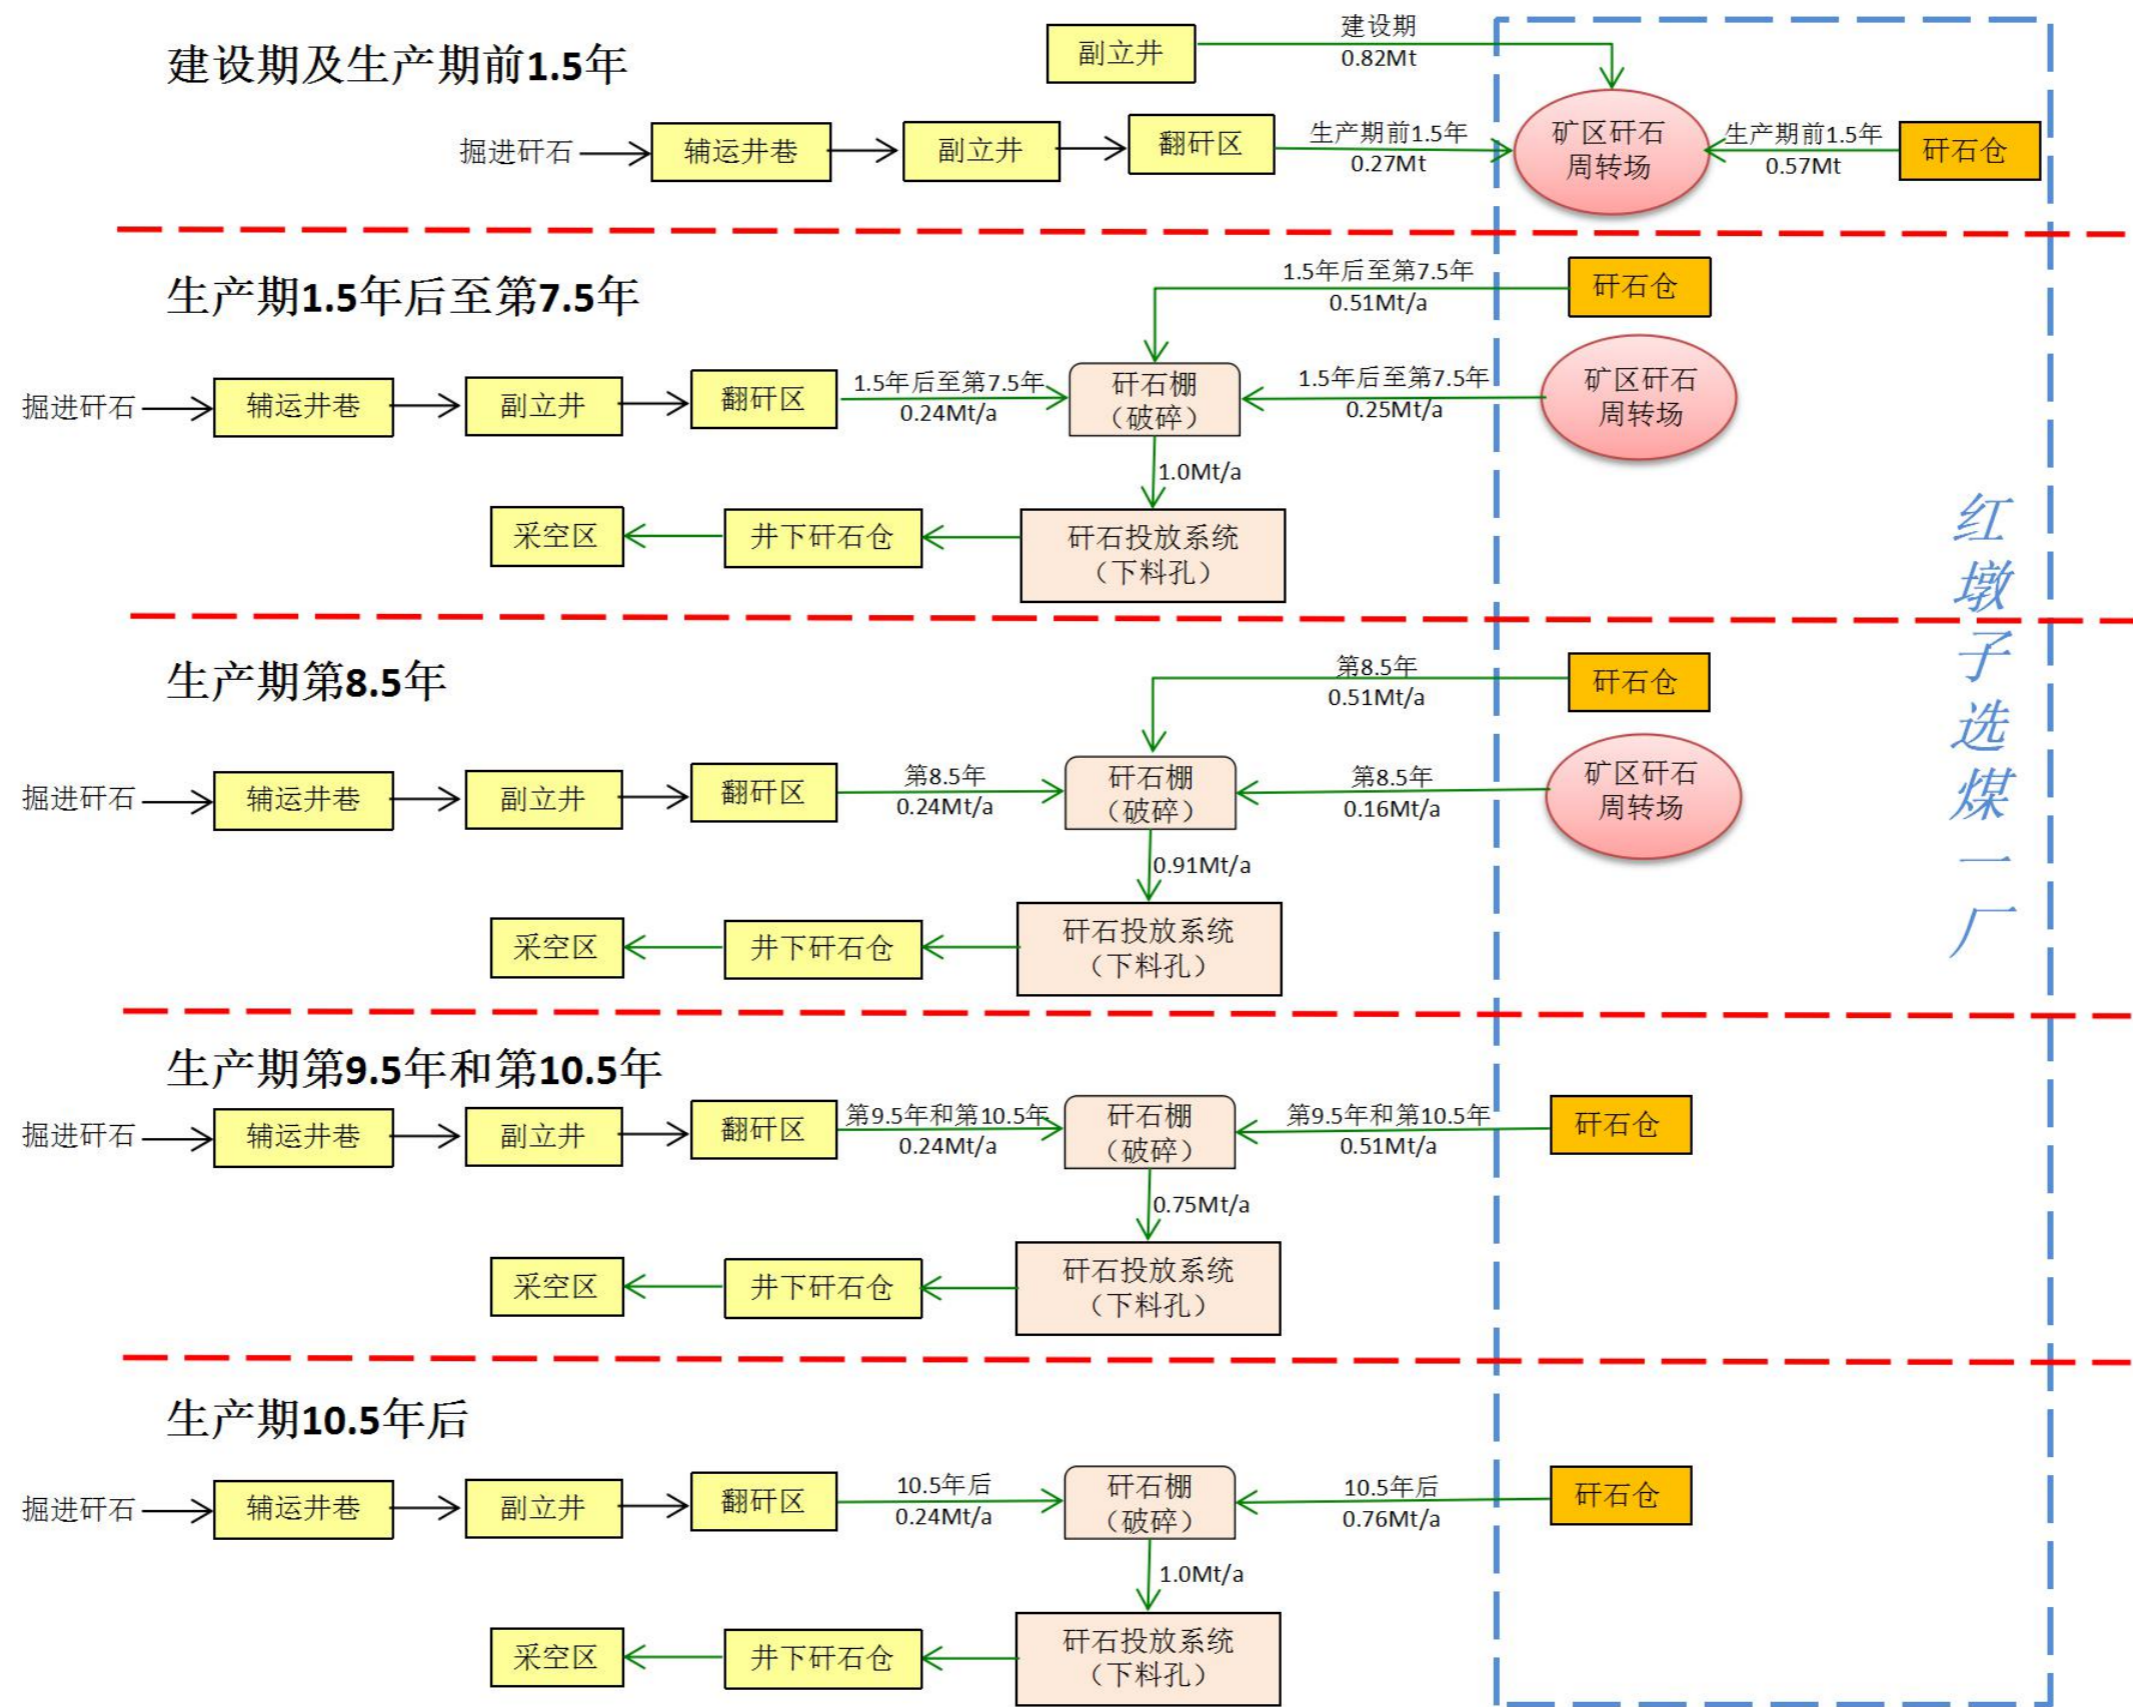 建设期及生产期前1.5年
副立井
建设期
0.82Mt
掘进矸石
辅运井巷
副立井
翻矸区
生产期前1.5年
0.27Mt
矿区矸石
周转场
生产期前1.5年
0.57Mt
矸石仓
生产期1.5年后至第7.5年
1.5年后至第7.5年
0.51Mt/a
矸石仓
掘进矸石
辅运井巷
副立井
翻矸区
1.5年后至第7.5年
0.24Mt/a
矸石棚
（破碎）
1.5年后至第7.5年
0.25Mt/a
矿区矸石
周转场
1.0Mt/a
采空区
井下矸石仓
矸石投放系统
（下料孔）
红墩子选煤一厂
生产期第8.5年
第8.5年
0.51Mt/a
矸石仓
掘进矸石
辅运井巷
副立井
翻矸区
第8.5年
0.24Mt/a
矸石棚
（破碎）
第8.5年
0.16Mt/a
矿区矸石
周转场
0.91Mt/a
采空区
井下矸石仓
矸石投放系统
（下料孔）
生产期第9.5年和第10.5年
掘进矸石
辅运井巷
副立井
翻矸区
第9.5年和第10.5年
0.24Mt/a
矸石棚
（破碎）
第9.5年和第10.5年
0.51Mt/a
矸石仓
0.75Mt/a
采空区
井下矸石仓
矸石投放系统
（下料孔）
生产期10.5年后
掘进矸石
辅运井巷
副立井
翻矸区
10.5年后
0.24Mt/a
矸石棚
（破碎）
10.5年后
0.76Mt/a
矸石仓
1.0Mt/a
采空区
井下矸石仓
矸石投放系统
（下料孔）